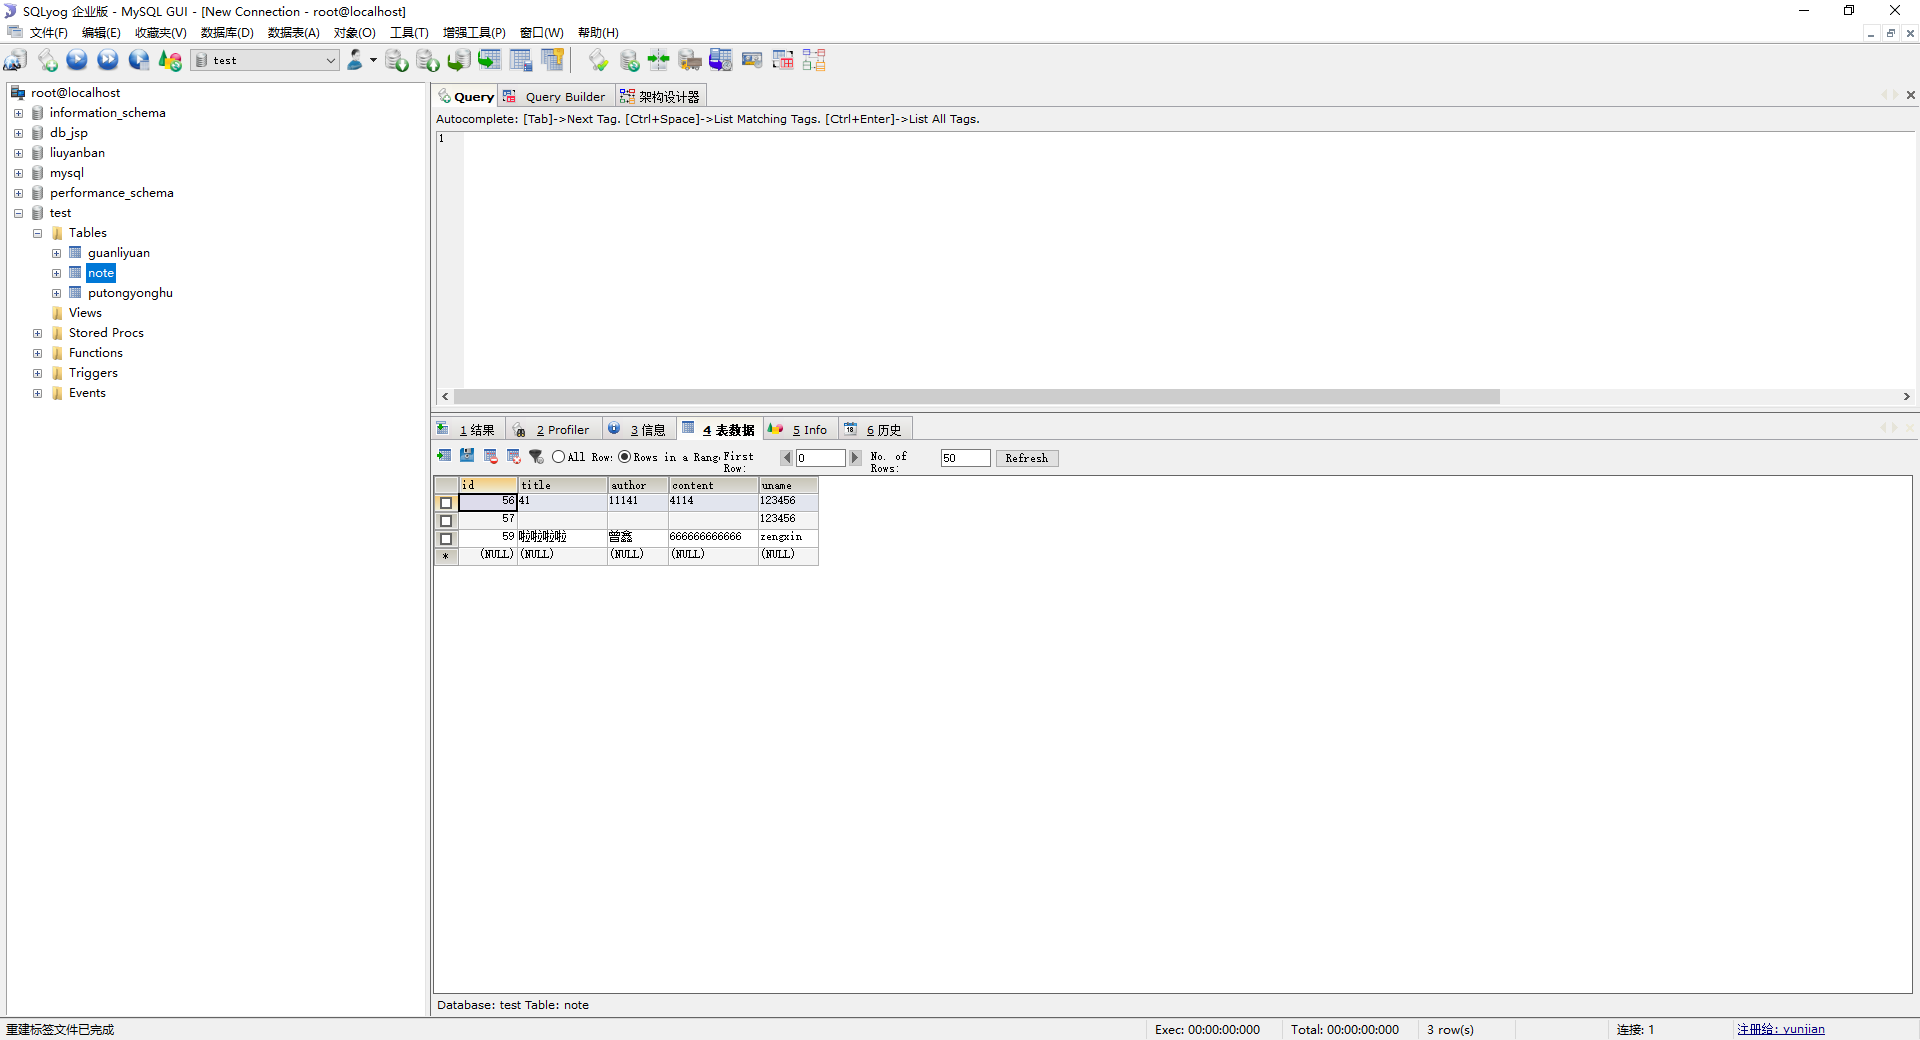 SQLyog 企业版 - MySQL GUI - [New Connection - root@localhost]
文件(F) 编辑(E) 收藏夹(V) 数据库(D) 数据表(A) 对象(O) 工具(T) 增强工具(P) 窗口(W) 帮助(H)
test
root@localhost
information_schema
db_jsp
liuyanban
mysql
performance_schema
test
Tables
guanliyuan
note
putongyonghu
Views
Stored Procs
Functions
Triggers
Events
Query Query Builder 架构设计器
Autocomplete: [Tab]->Next Tag. [Ctrl+Space]->List Matching Tags. [Ctrl+Enter]->List All Tags.
1
1 结果 2 Profiler 3 信息 4 表数据 5 Info 6 历史
All Row: Rows in a Rang First Row: 0 No. of Rows: 50 Refresh
id title author content uname
56 41 11141 4114 123456
57 123456
59 啦啦啦啦 曾鑫 666666666666 zengxin
* (NULL) (NULL) (NULL) (NULL) (NULL)
Database: test Table: note
重建标签文件已完成 Exec: 00:00:00:000 Total: 00:00:00:000 3 row(s) 连接: 1 注册给: yunjian